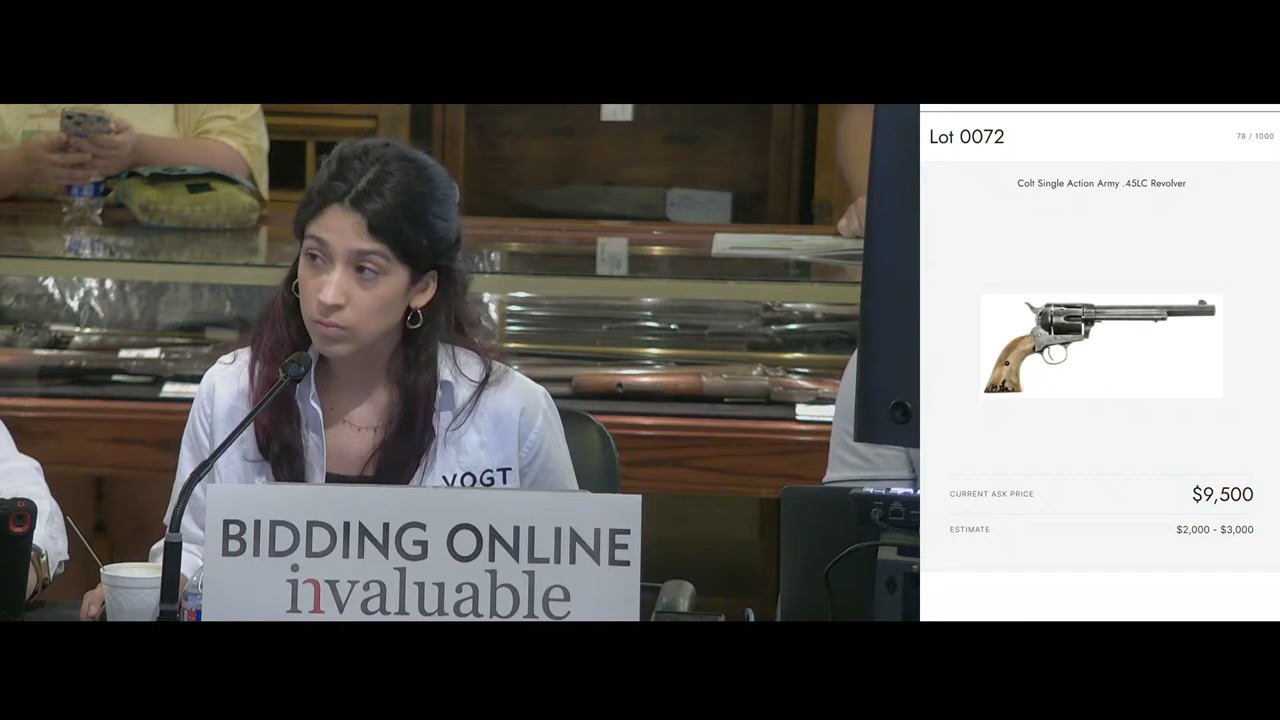 VOGT
BIDDING ONLINE
invaluable
Lot 0072
78 / 1000
Colt Single Action Army .45LC Revolver
CURRENT ASK PRICE
$9,500
ESTIMATE
$2,000 - $3,000